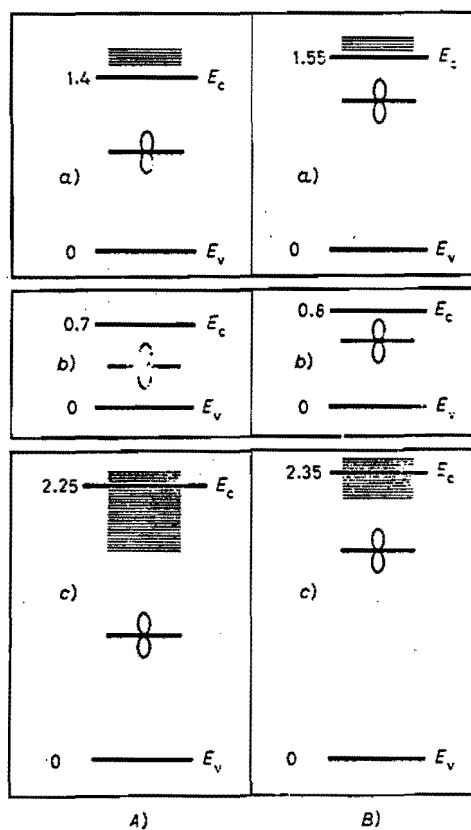 1.4 E_c
a)
0 E_v
1.55 E_c
a)
0 E_v
0.7 E_c
b)
0 E_v
0.8 E_c
b)
0 E_v
2.25 E_c
c)
0 E_v
2.35 E_c
c)
0 E_v
A) B)